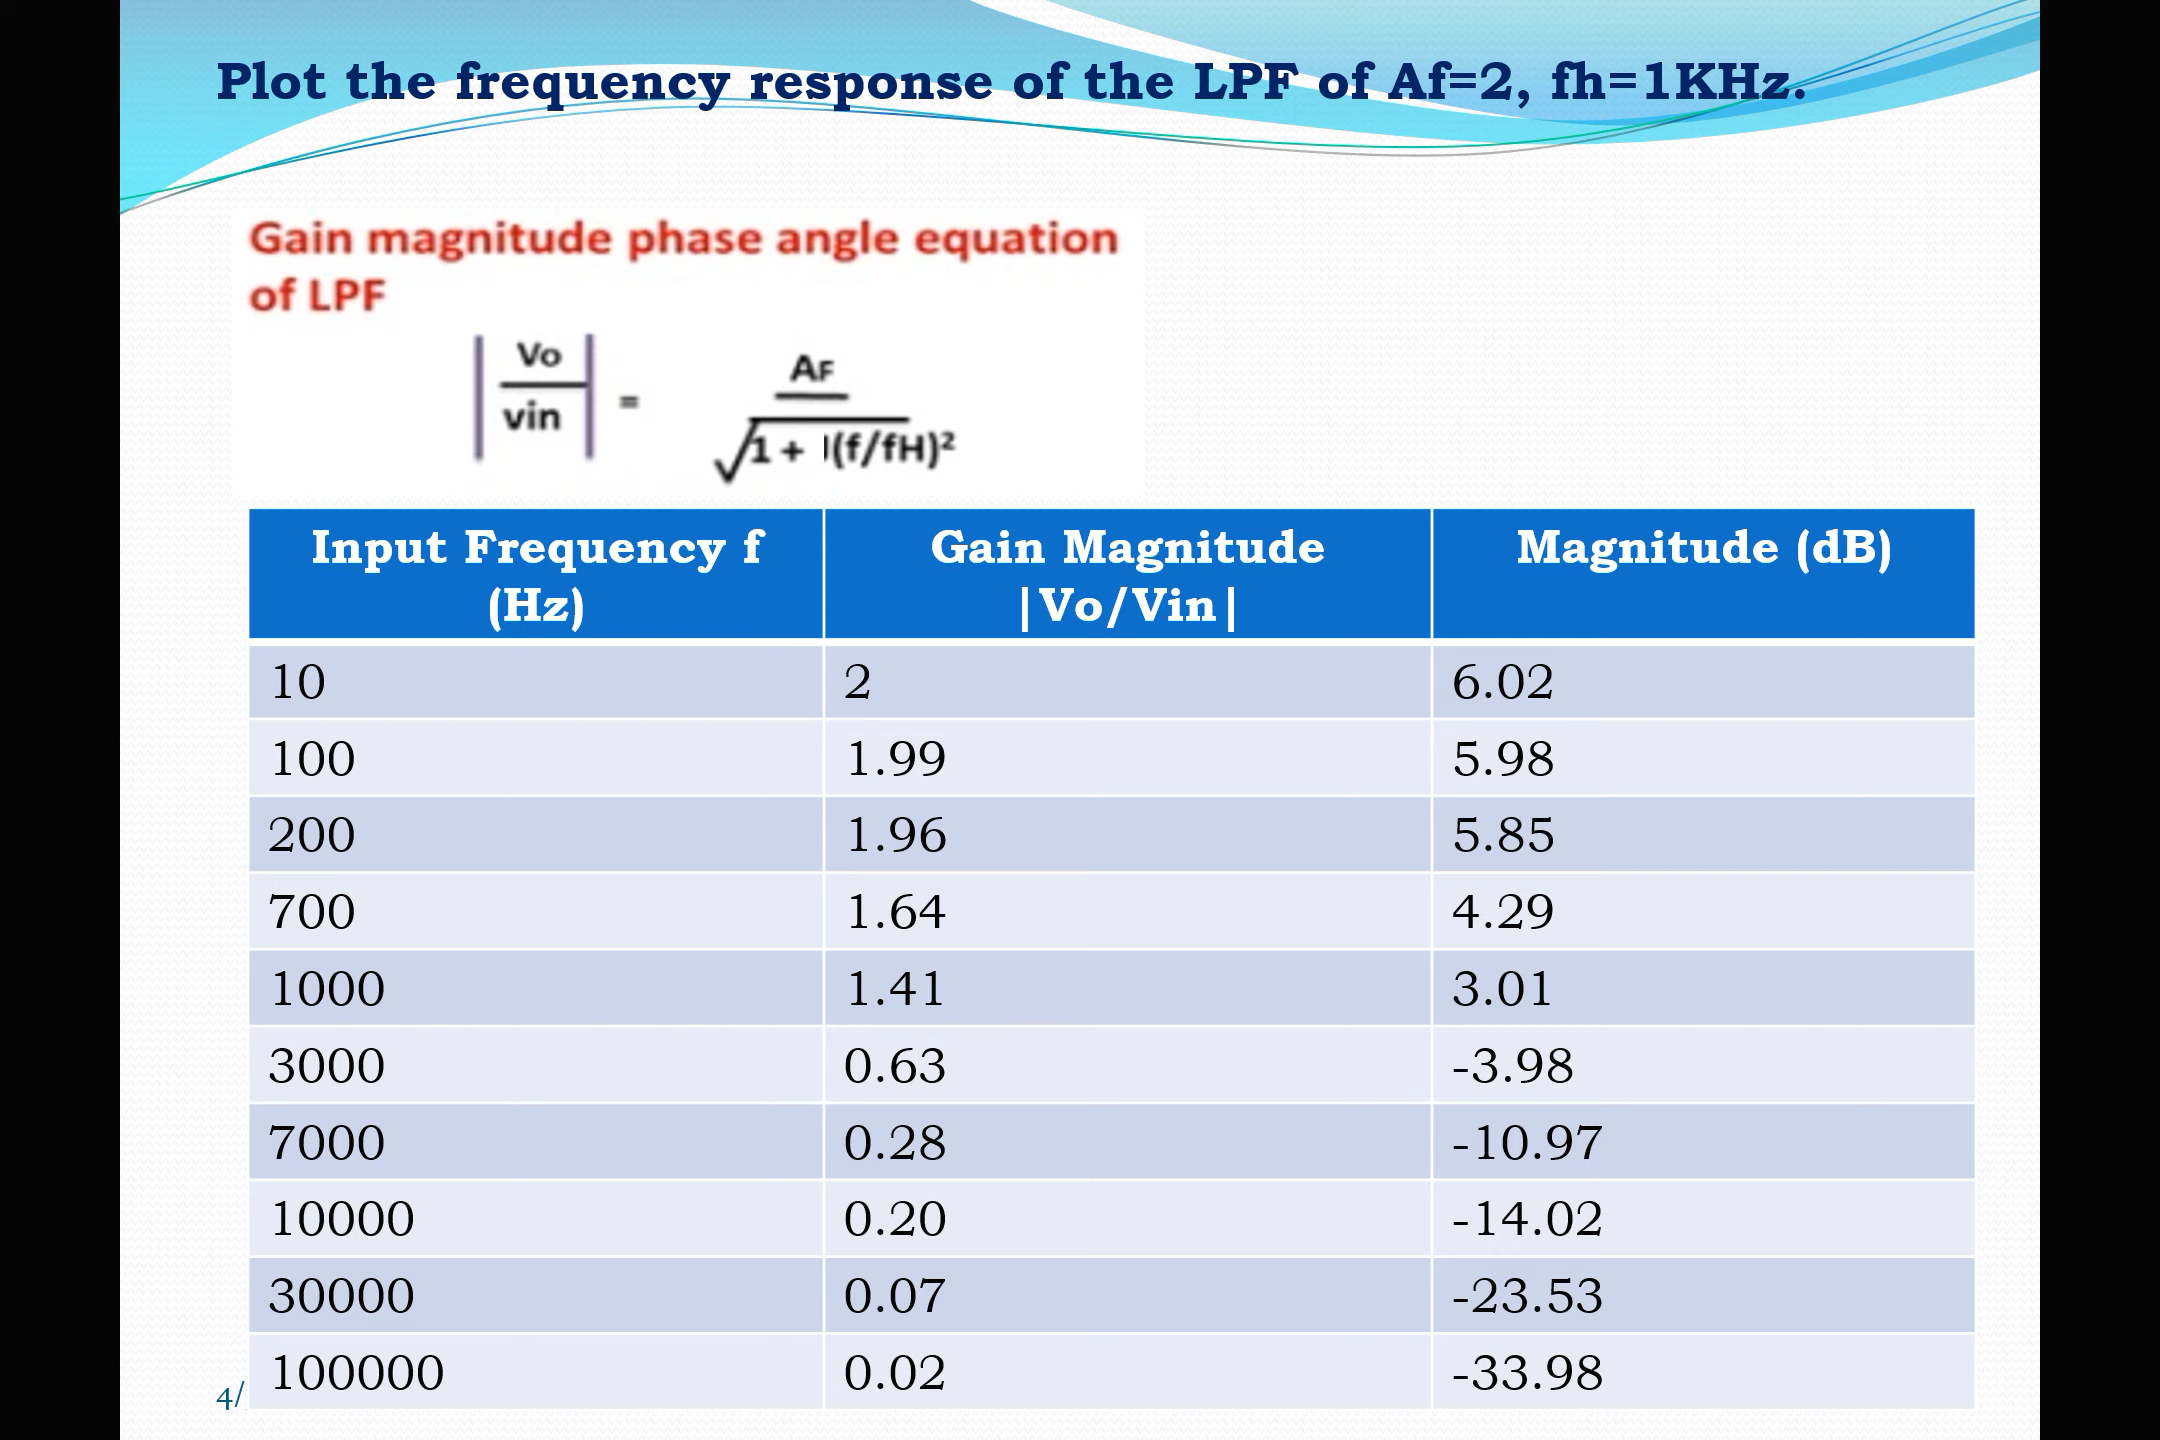 Plot the frequency response of the LPF of Af=2, fh=1KHz.
Gain magnitude phase angle equation
of LPF
|Vo/vin| = AF/√1 + (f/fH)²
Input Frequency f (Hz) Gain Magnitude |Vo/Vin| Magnitude (dB)
10 2 6.02
100 1.99 5.98
200 1.96 5.85
700 1.64 4.29
1000 1.41 3.01
3000 0.63 -3.98
7000 0.28 -10.97
10000 0.20 -14.02
30000 0.07 -23.53
100000 0.02 -33.98
4/